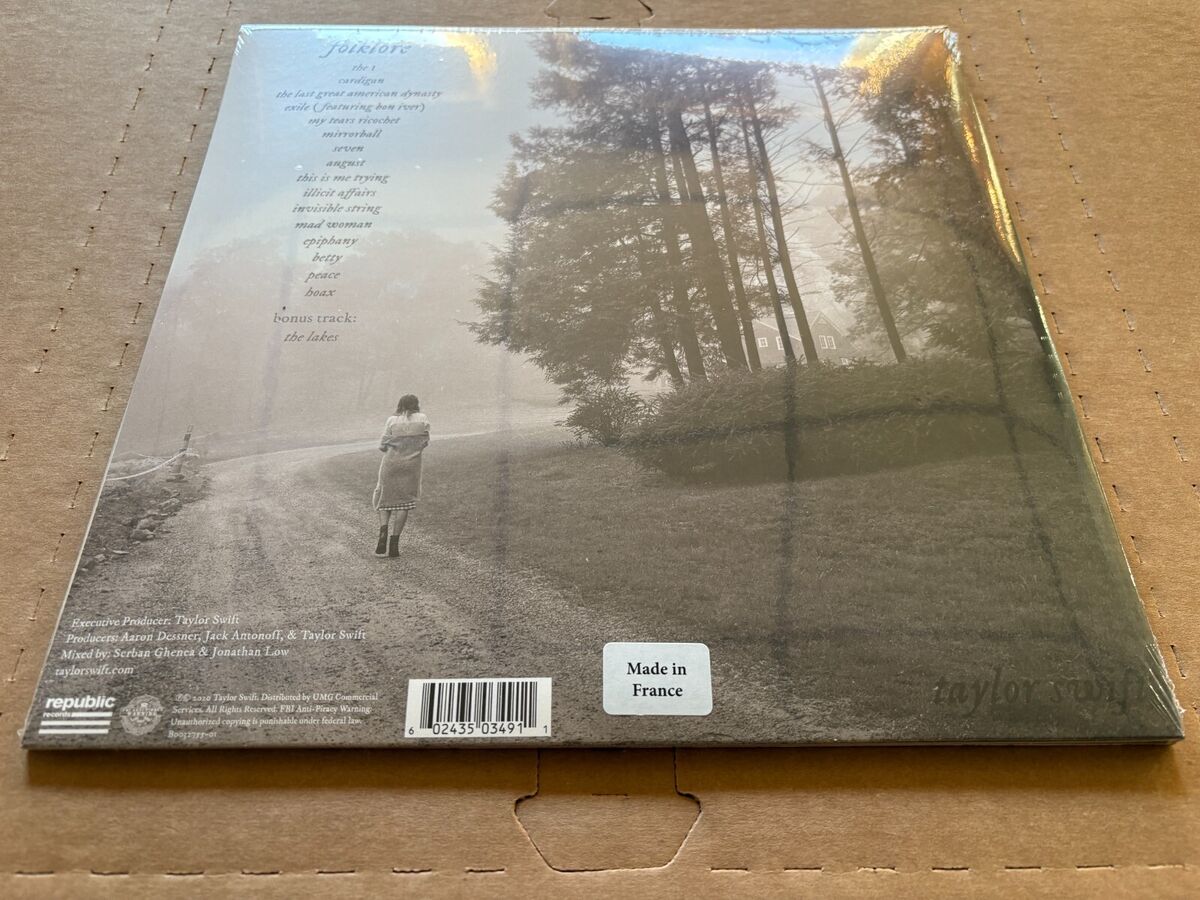 folklore
the 1
cardigan
the last great american dynasty
exile (featuring bon iver)
my tears ricochet
mirrorball
seven
august
this is me trying
illicit affairs
invisible string
mad woman
epiphany
betty
peace
hoax
bonus track:
the lakes
Executive Producer: Taylor Swift
Producers: Aaron Dessner, Jack Antonoff, & Taylor Swift
Mixed by: Serban Ghenea & Jonathan Low
taylorswift.com
republic
records
℗© 2020 Taylor Swift. Distributed by UMG Commercial
Services. All Rights Reserved. FBI Anti-Piracy Warning:
Unauthorized copying is punishable under federal law.
B0032755-01
6 02435 03491 1
Made in
France
taylor swift